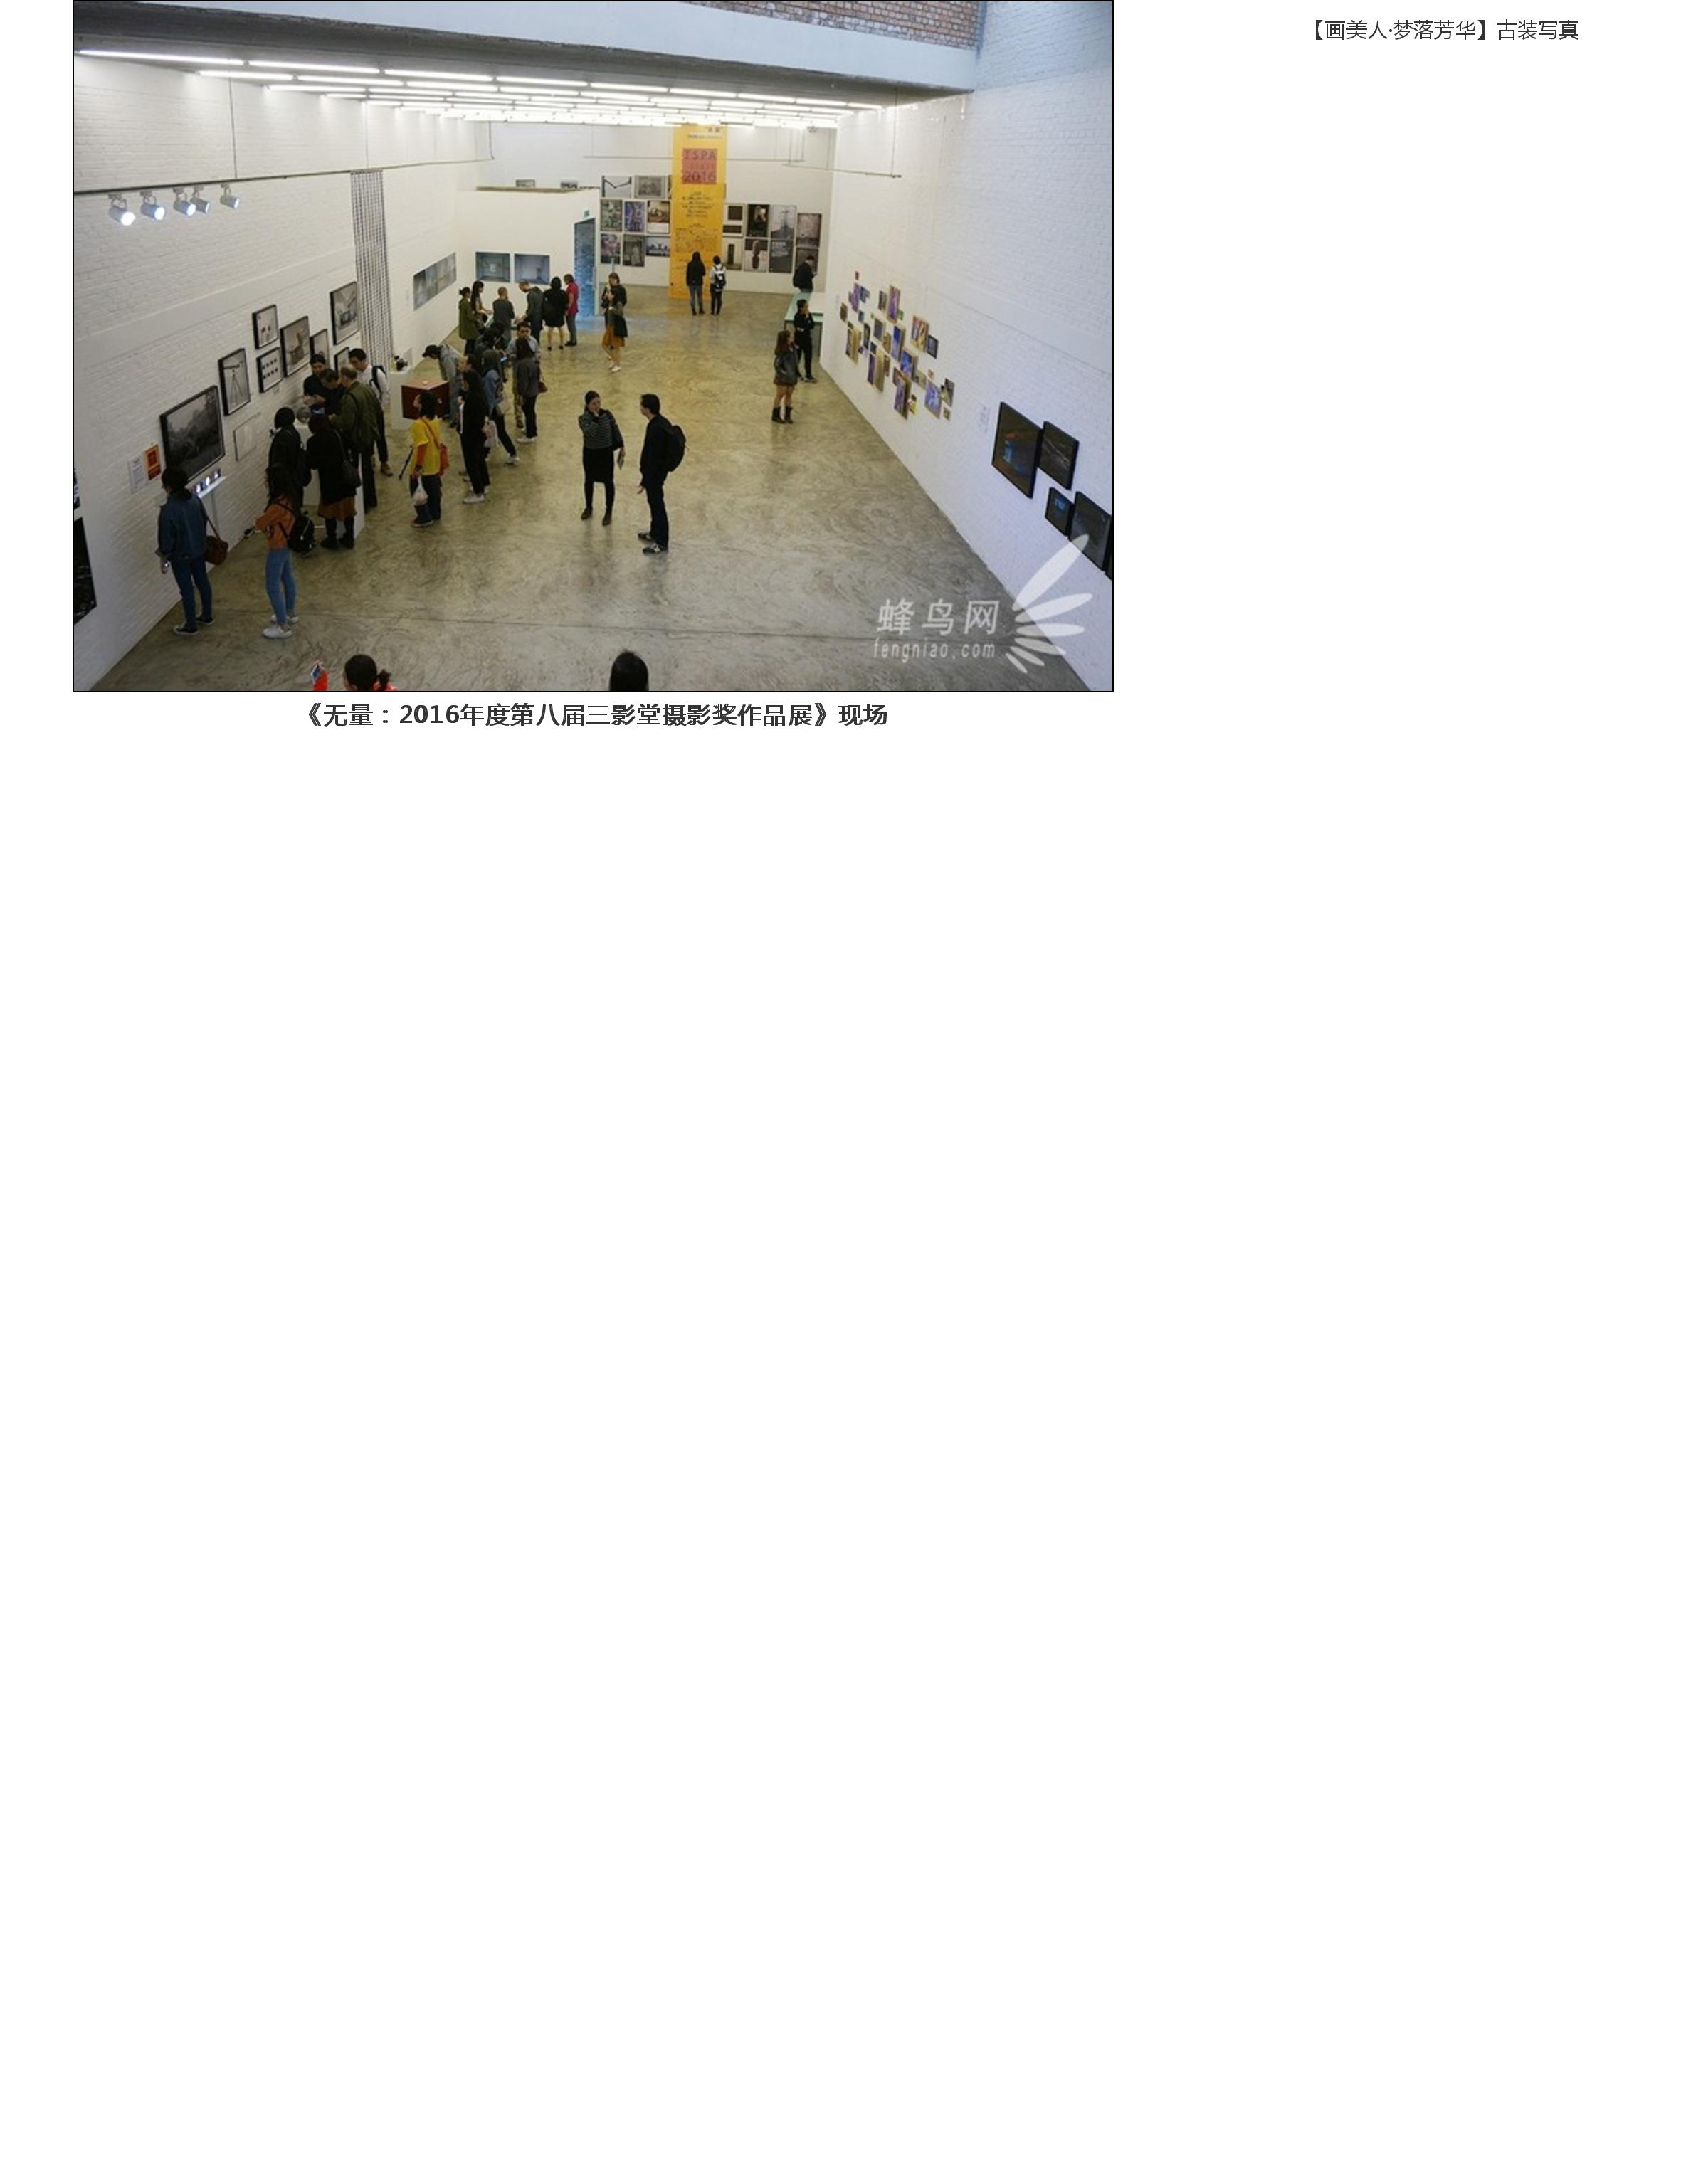 【画美人·梦落芳华】古装写真
TSPA
2016
蜂鸟网
fengniao.com
《无量：2016年度第八届三影堂摄影奖作品展》现场